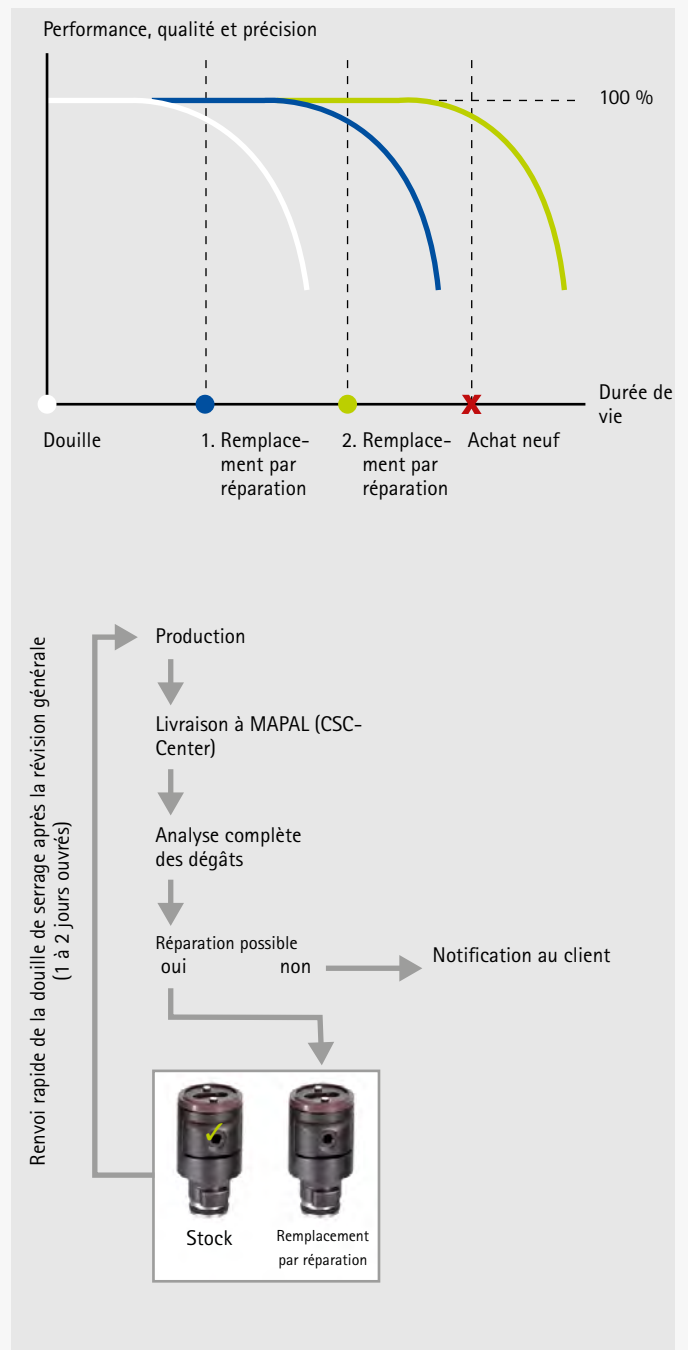 Performance, qualité et précision
100 %
Durée de
vie
Douille
1. Remplace-
ment par
réparation
2. Remplace-
ment par
réparation
Achat neuf
Renvoi rapide de la douille de serrage après la révision générale
(1 à 2 jours ouvrés)
Production
Livraison à MAPAL (CSC-
Center)
Analyse complète
des dégâts
Réparation possible
oui non
Notification au client
Stock
Remplacement
par réparation